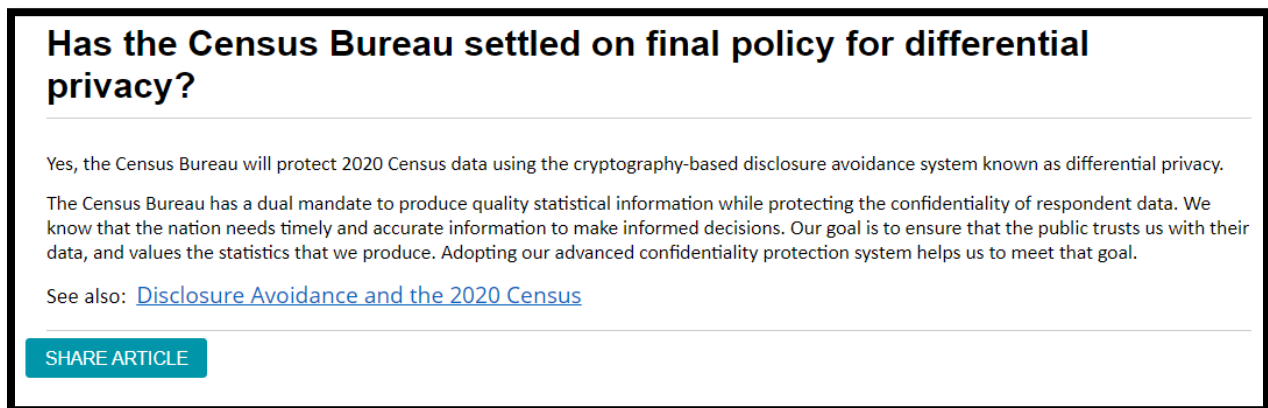 Has the Census Bureau settled on final policy for differential
privacy?
Yes, the Census Bureau will protect 2020 Census data using the cryptography-based disclosure avoidance system known as differential privacy.
The Census Bureau has a dual mandate to produce quality statistical information while protecting the confidentiality of respondent data. We
know that the nation needs timely and accurate information to make informed decisions. Our goal is to ensure that the public trusts us with their
data, and values the statistics that we produce. Adopting our advanced confidentiality protection system helps us to meet that goal.
See also: Disclosure Avoidance and the 2020 Census
SHARE ARTICLE